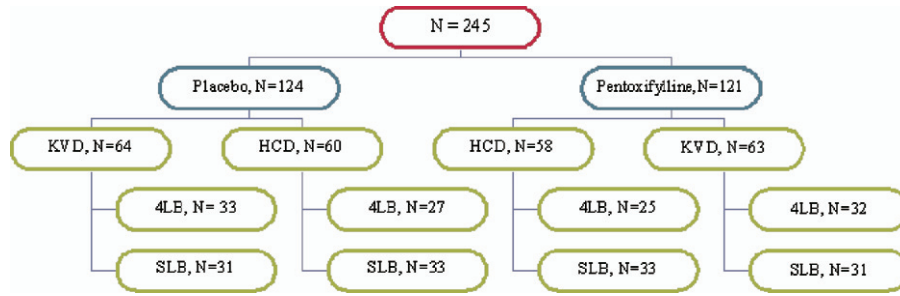 N = 245
Placebo, N=124
Pentoxifylline, N=121
KVD, N=64
HCD, N=60
HCD, N=58
KVD, N=63
4LB, N= 33
4LB, N=27
4LB, N=25
4LB, N=32
SLB, N=31
SLB, N=33
SLB, N=33
SLB, N=31